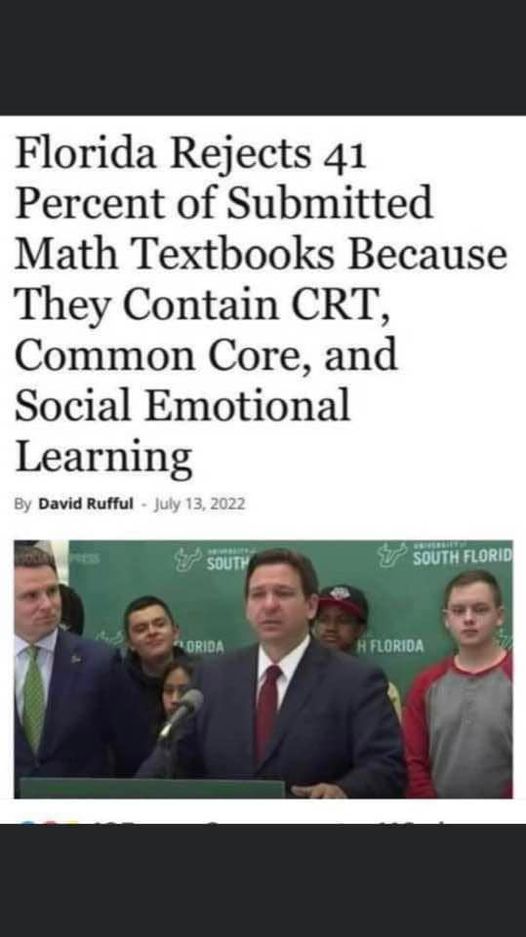 Florida Rejects 41
Percent of Submitted
Math Textbooks Because
They Contain CRT,
Common Core, and
Social Emotional
Learning
By David Rufful - July 13, 2022
PRESS
UNIVERSITY of
SOUTH
UNIVERSITY of
SOUTH FLORID
LORIDA
H FLORIDA